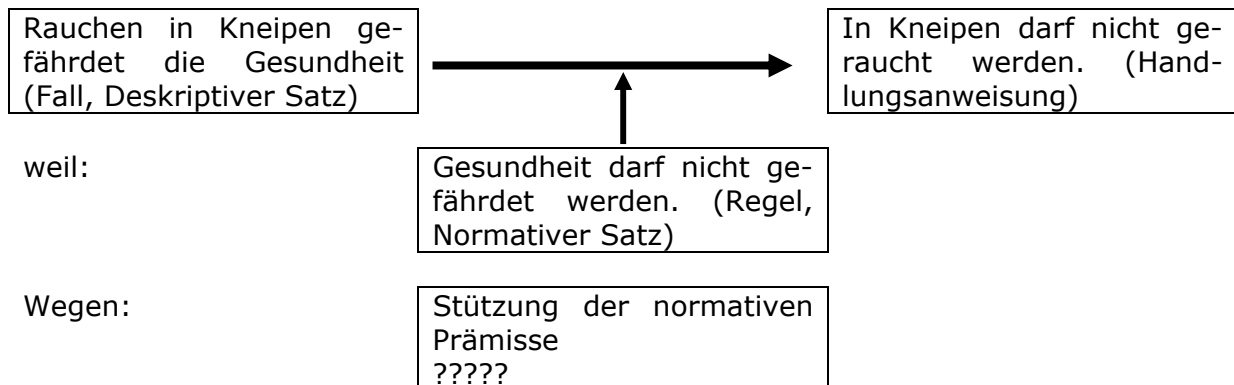 Rauchen in Kneipen ge-
fährdet die Gesundheit
(Fall, Deskriptiver Satz)
In Kneipen darf nicht ge-
raucht werden. (Hand-
lungsanweisung)
weil:
Gesundheit darf nicht ge-
fährdet werden. (Regel,
Normativer Satz)
Wegen:
Stützung der normativen
Prämisse
?????